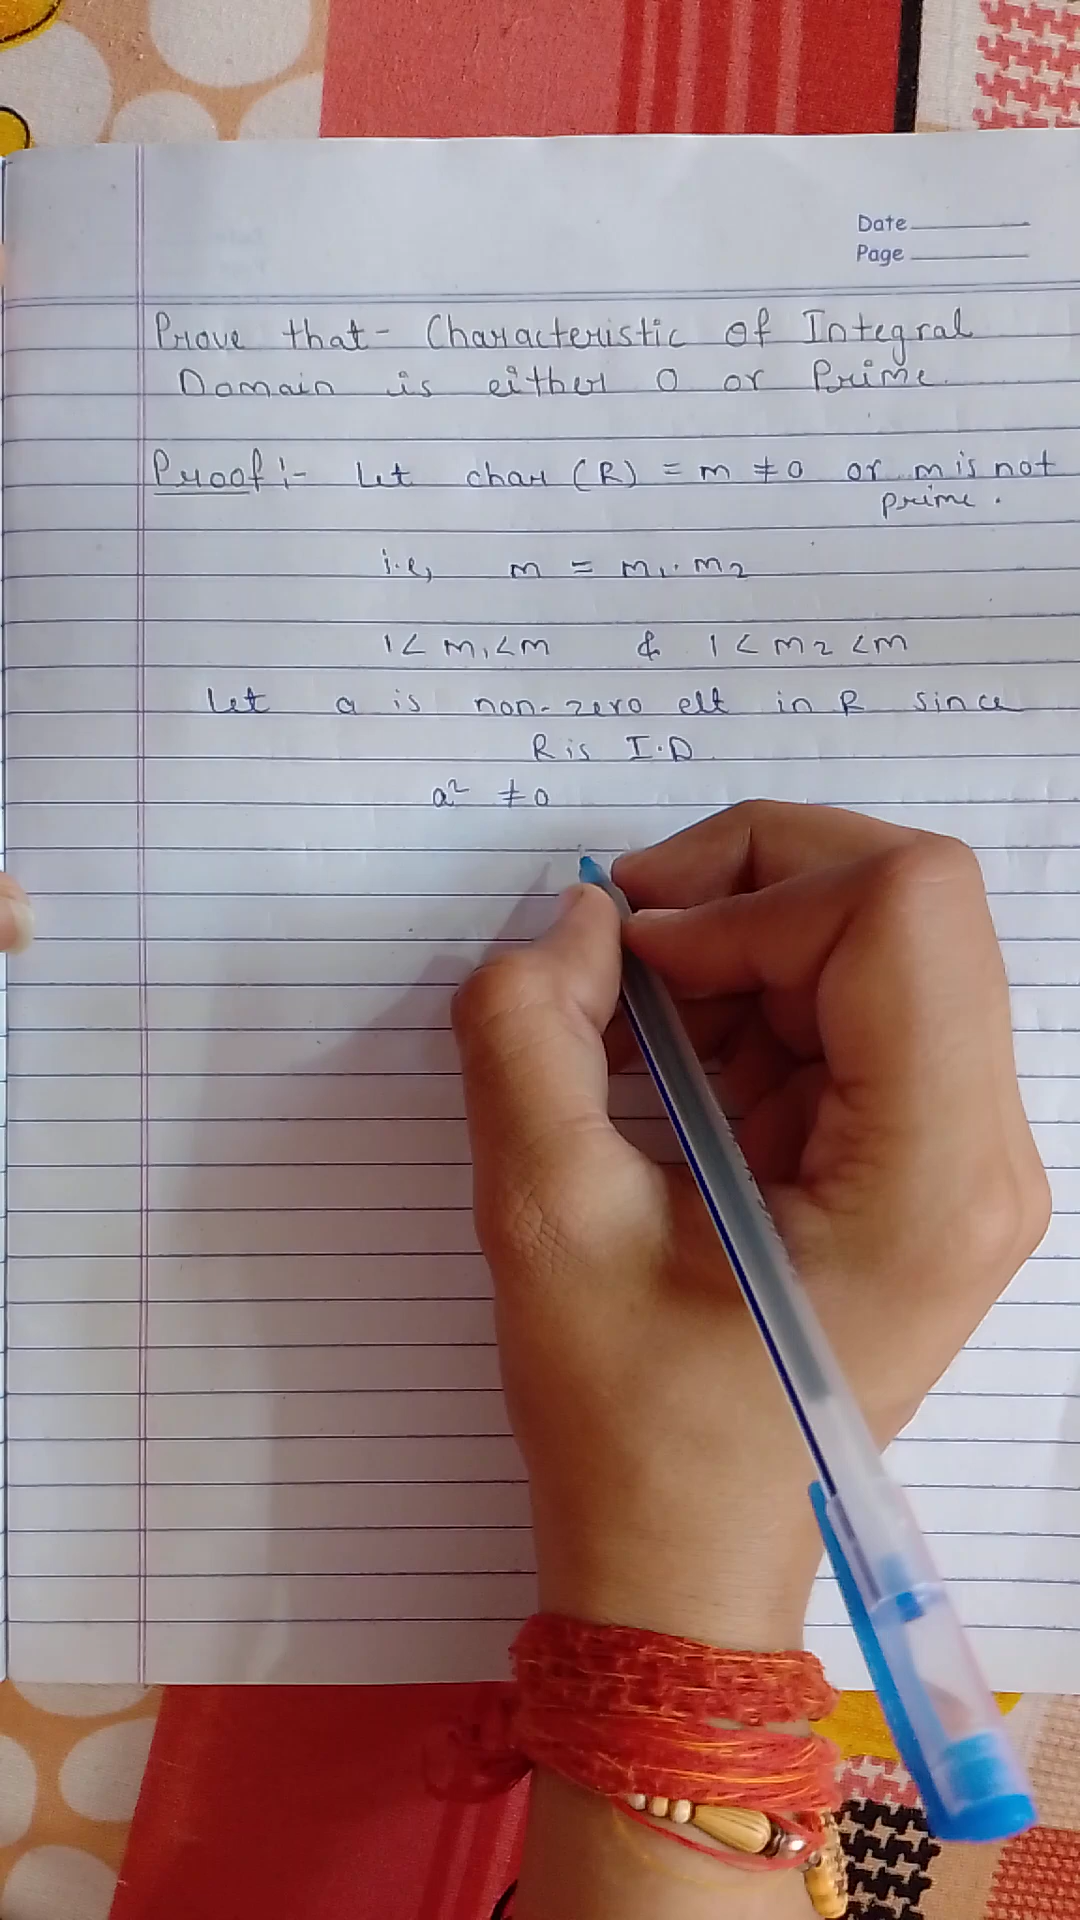 Date
Page
Prove that - Characteristic of Integral
Domain is either 0 or Prime.
Proof :- Let char (R) = m ≠ 0 or m is not
prime.
i.e, m = m₁. m₂
1 < m₁ < m & 1 < m₂ < m
Let a is non-zero elt in R since
R is I.D.
a² ≠ 0